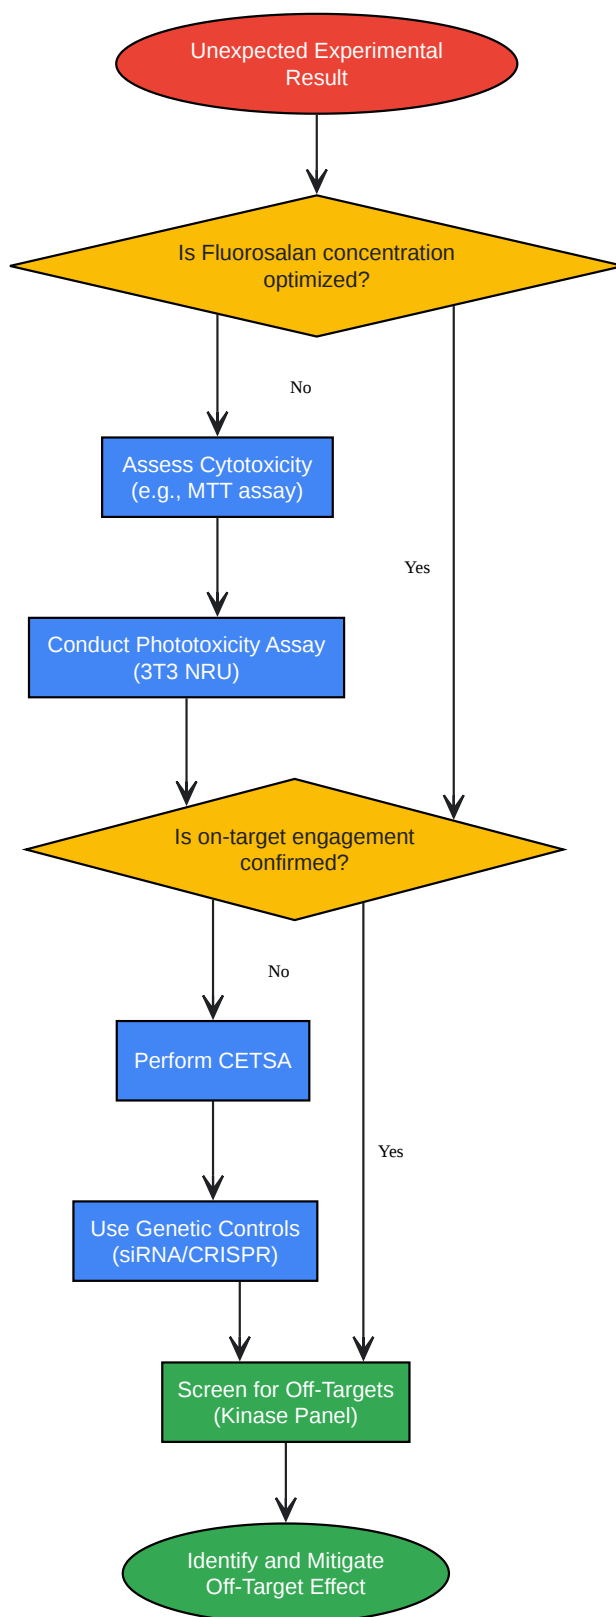 Unexpected Experimental
Result
Is Fluorosalan concentration
optimized?
No
Assess Cytotoxicity
(e.g., MTT assay)
Yes
Conduct Phototoxicity Assay
(3T3 NRU)
Is on-target engagement
confirmed?
No
Perform CETSA
Yes
Use Genetic Controls
(siRNA/CRISPR)
Screen for Off-Targets
(Kinase Panel)
Identify and Mitigate
Off-Target Effect